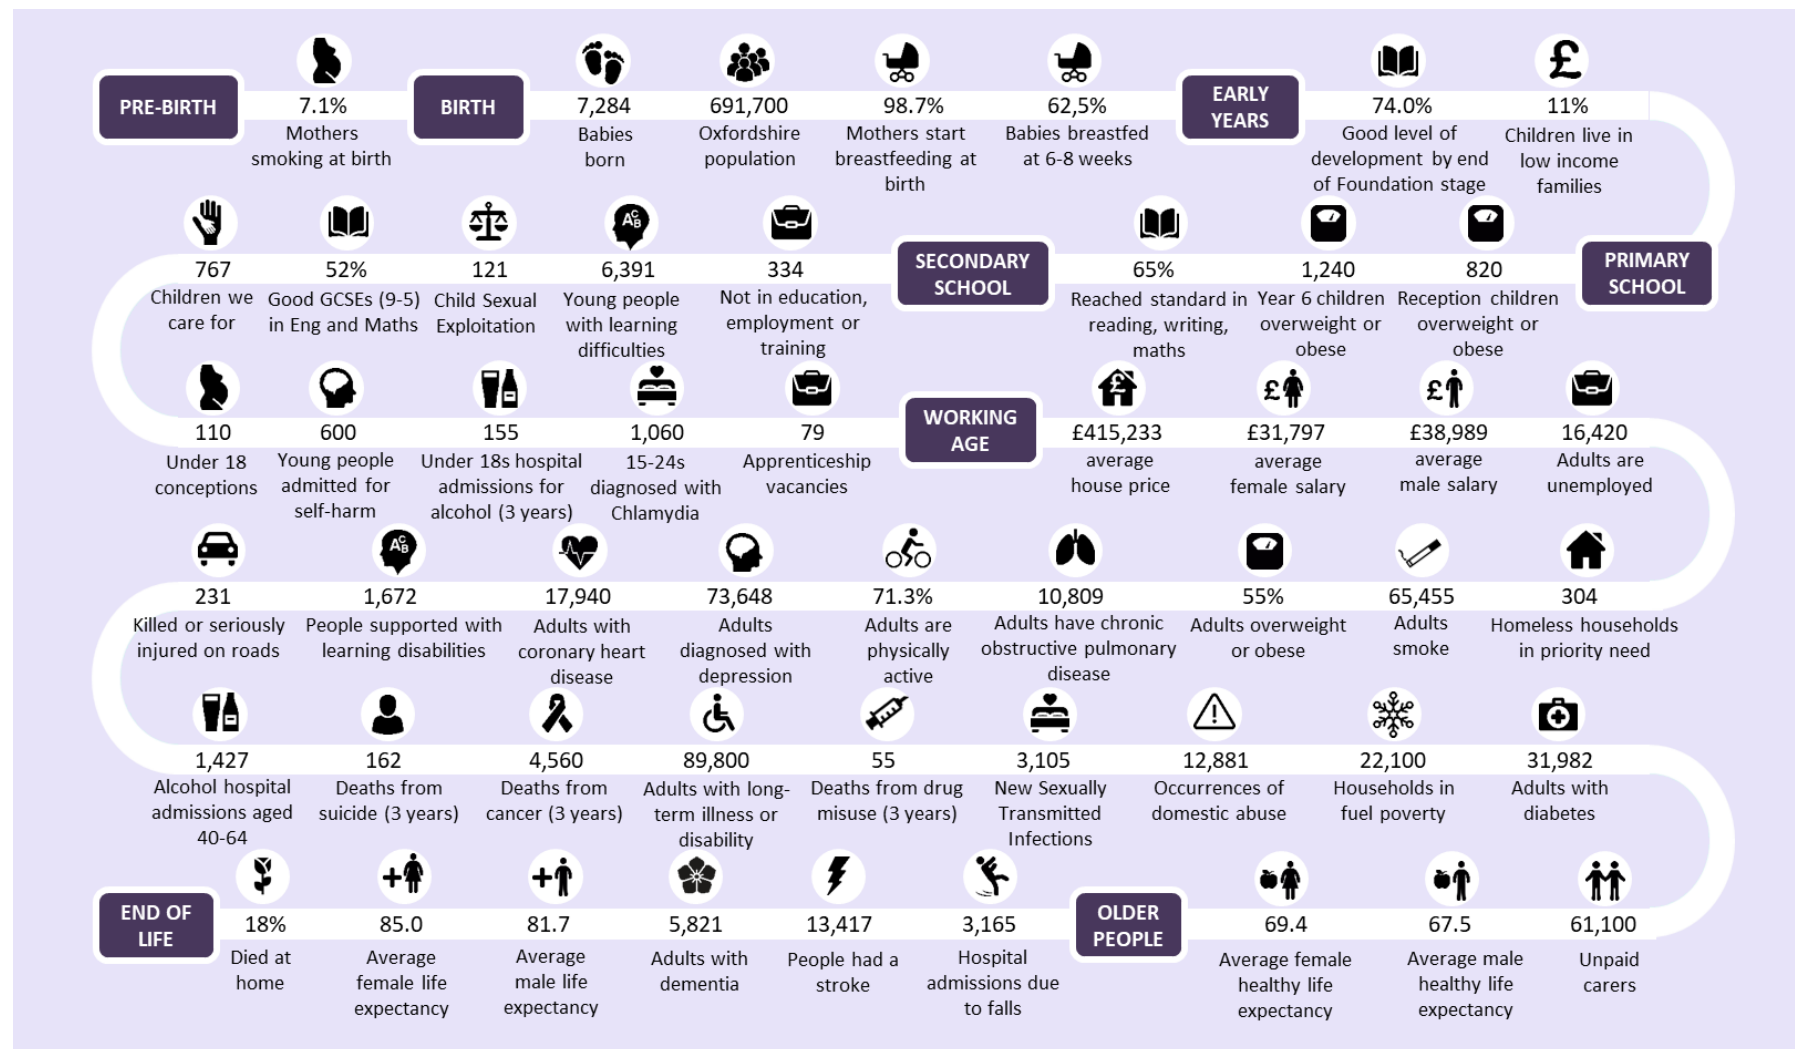 PRE-BIRTH
7.1%
Mothers
smoking at birth
BIRTH
7,284
Babies
born
691,700
Oxfordshire
population
98.7%
Mothers start
breastfeeding at
birth
62,5%
Babies breastfed
at 6-8 weeks
EARLY
YEARS
74.0%
Good level of
development by end
of Foundation stage
£
11%
Children live in
low income
families
PRIMARY
SCHOOL
820
Reception children
overweight or
obese
1,240
Year 6 children
overweight or
obese
65%
Reached standard in
reading, writing,
maths
SECONDARY
SCHOOL
334
Not in education,
employment or
training
ACB
6,391
Young people
with learning
difficulties
121
Child Sexual
Exploitation
52%
Good GCSEs (9-5)
in Eng and Maths
767
Children we
care for
110
Under 18
conceptions
600
Young people
admitted for
self-harm
155
Under 18s hospital
admissions for
alcohol (3 years)
1,060
15-24s
diagnosed with
Chlamydia
79
Apprenticeship
vacancies
WORKING
AGE
£
£415,233
average
house price
£
£31,797
average
female salary
£
£38,989
average
male salary
16,420
Adults are
unemployed
304
Homeless households
in priority need
65,455
Adults
smoke
55%
Adults overweight
or obese
10,809
Adults have chronic
obstructive pulmonary
disease
71.3%
Adults are
physically
active
73,648
Adults
diagnosed with
depression
17,940
Adults with
coronary heart
disease
ACB
1,672
People supported with
learning disabilities
231
Killed or seriously
injured on roads
1,427
Alcohol hospital
admissions aged
40-64
162
Deaths from
suicide (3 years)
4,560
Deaths from
cancer (3 years)
89,800
Adults with long-
term illness or
disability
55
Deaths from drug
misuse (3 years)
3,105
New Sexually
Transmitted
Infections
12,881
Occurrences of
domestic abuse
22,100
Households in
fuel poverty
31,982
Adults with
diabetes
61,100
Unpaid
carers
67.5
Average male
healthy life
expectancy
69.4
Average female
healthy life
expectancy
OLDER
PEOPLE
3,165
Hospital
admissions due
to falls
13,417
People had a
stroke
5,821
Adults with
dementia
81.7
Average
male life
expectancy
85.0
Average
female life
expectancy
18%
Died at
home
END OF
LIFE